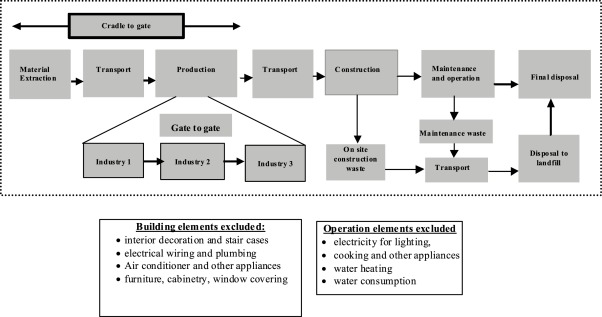 Cradle to gate
Material
Extraction
Transport
Production
Transport
Construction
Maintenance
and operation
Final disposal
Gate to gate
Industry 1
Industry 2
Industry 3
On site
construction
waste
Maintenance waste
Transport
Disposal to
landfill
Building elements excluded:
• interior decoration and stair cases
• electrical wiring and plumbing
• Air conditioner and other appliances
• furniture, cabinetry, window covering
Operation elements excluded
• electricity for lighting,
• cooking and other appliances
• water heating
• water consumption